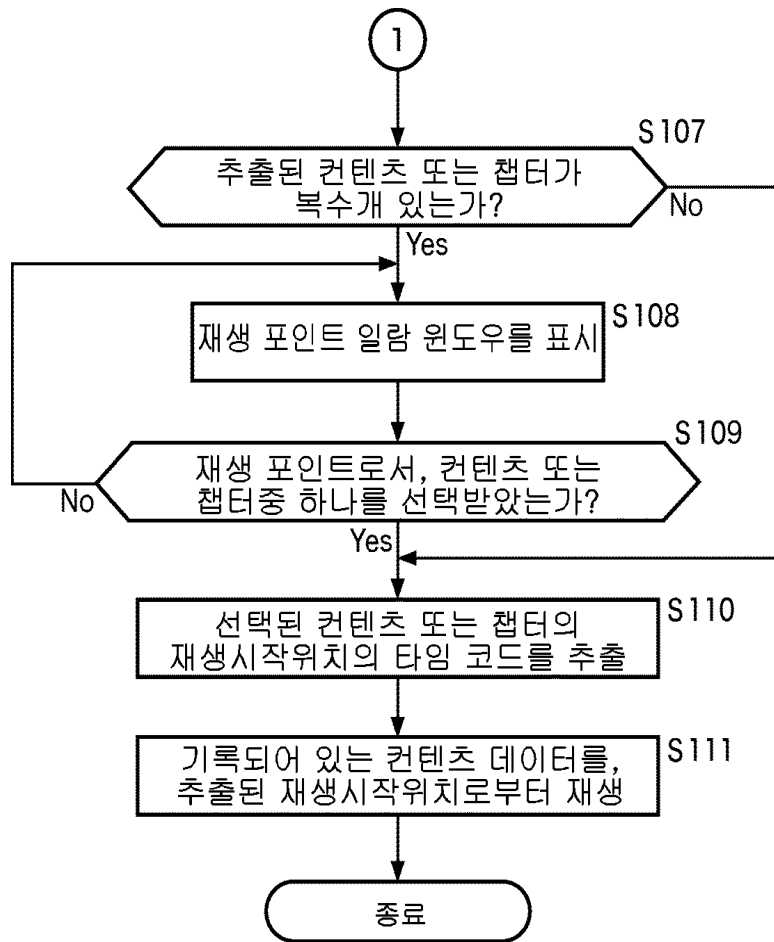 1
S107
추출된 컨텐츠 또는 챕터가
복수개 있는가?
No
Yes
S108
재생 포인트 일람 윈도우를 표시
S109
재생 포인트로서, 컨텐츠 또는
챕터중 하나를 선택받았는가?
No
Yes
S110
선택된 컨텐츠 또는 챕터의
재생시작위치의 타임 코드를 추출
S111
기록되어 있는 컨텐츠 데이터를,
추출된 재생시작위치로부터 재생
종료